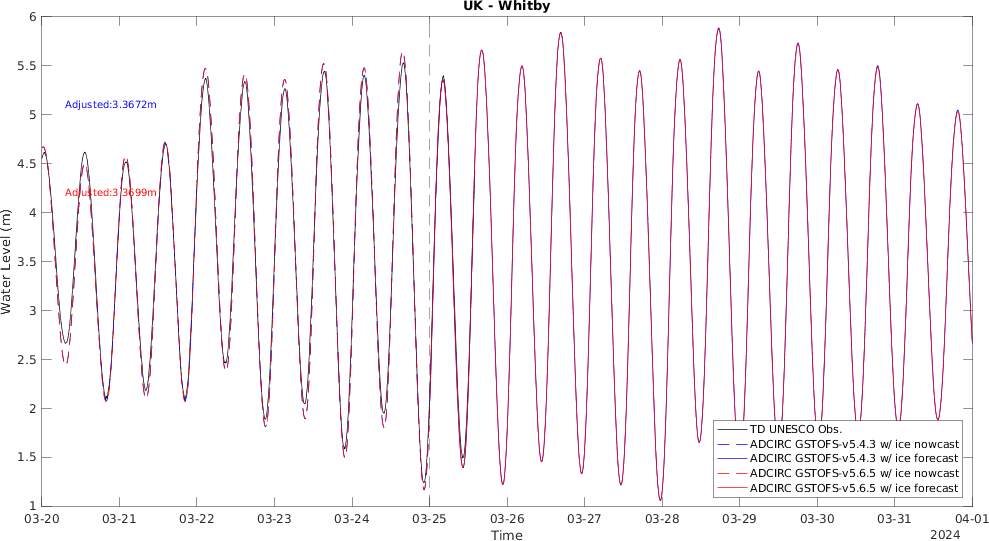 UK - Whitby
6
5.5
5
4.5
4
3.5
3
2.5
2
1.5
1
Water Level (m)
Adjusted:3.3672m
Adjusted:3.3699m
TD UNESCO Obs.
ADCIRC GSTOFS-v5.4.3 w/ ice nowcast
ADCIRC GSTOFS-v5.4.3 w/ ice forecast
ADCIRC GSTOFS-v5.6.5 w/ ice nowcast
ADCIRC GSTOFS-v5.6.5 w/ ice forecast
03-20 03-21 03-22 03-23 03-24 03-25 03-26 03-27 03-28 03-29 03-30 03-31 04-01
Time
2024